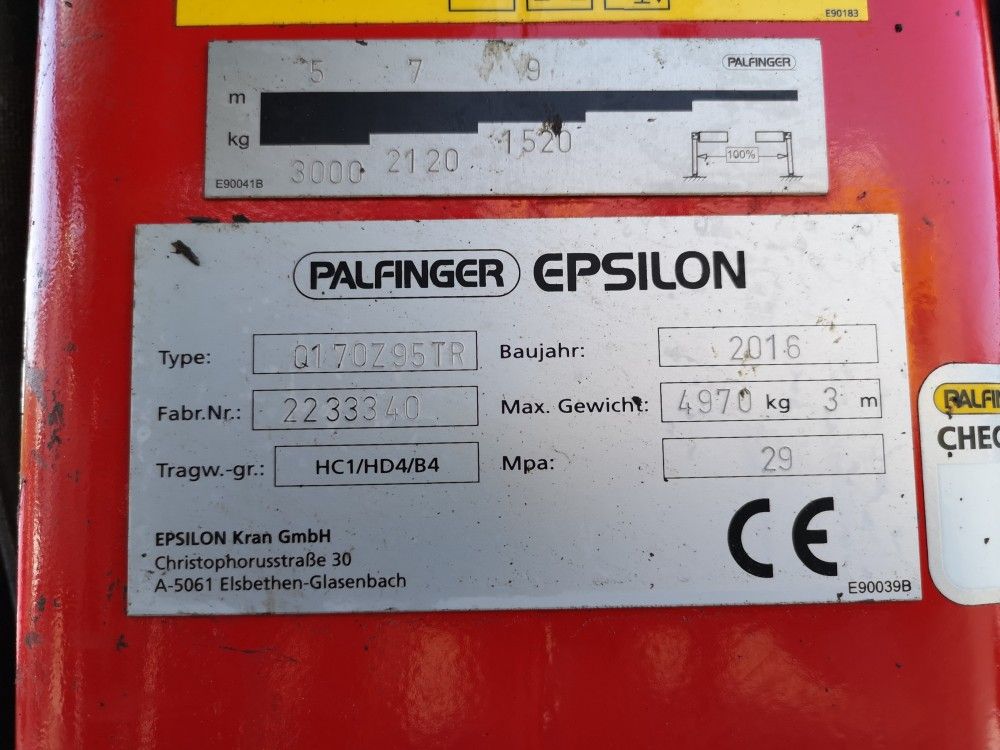 E90183
5 7 9
PALFINGER
m
kg
3000 2120 1520
100%
E90041B
PALFINGER EPSILON
Type: Q170Z95TR Baujahr: 2016
Fabr.Nr.: 2233340 Max. Gewicht: 4970 kg 3 m
Tragw.-gr.: HC1/HD4/B4 Mpa: 29
EPSILON Kran GmbH
Christophorusstraße 30
A-5061 Elsbethen-Glasenbach
CE
E90039B
PALFIN
CHEC